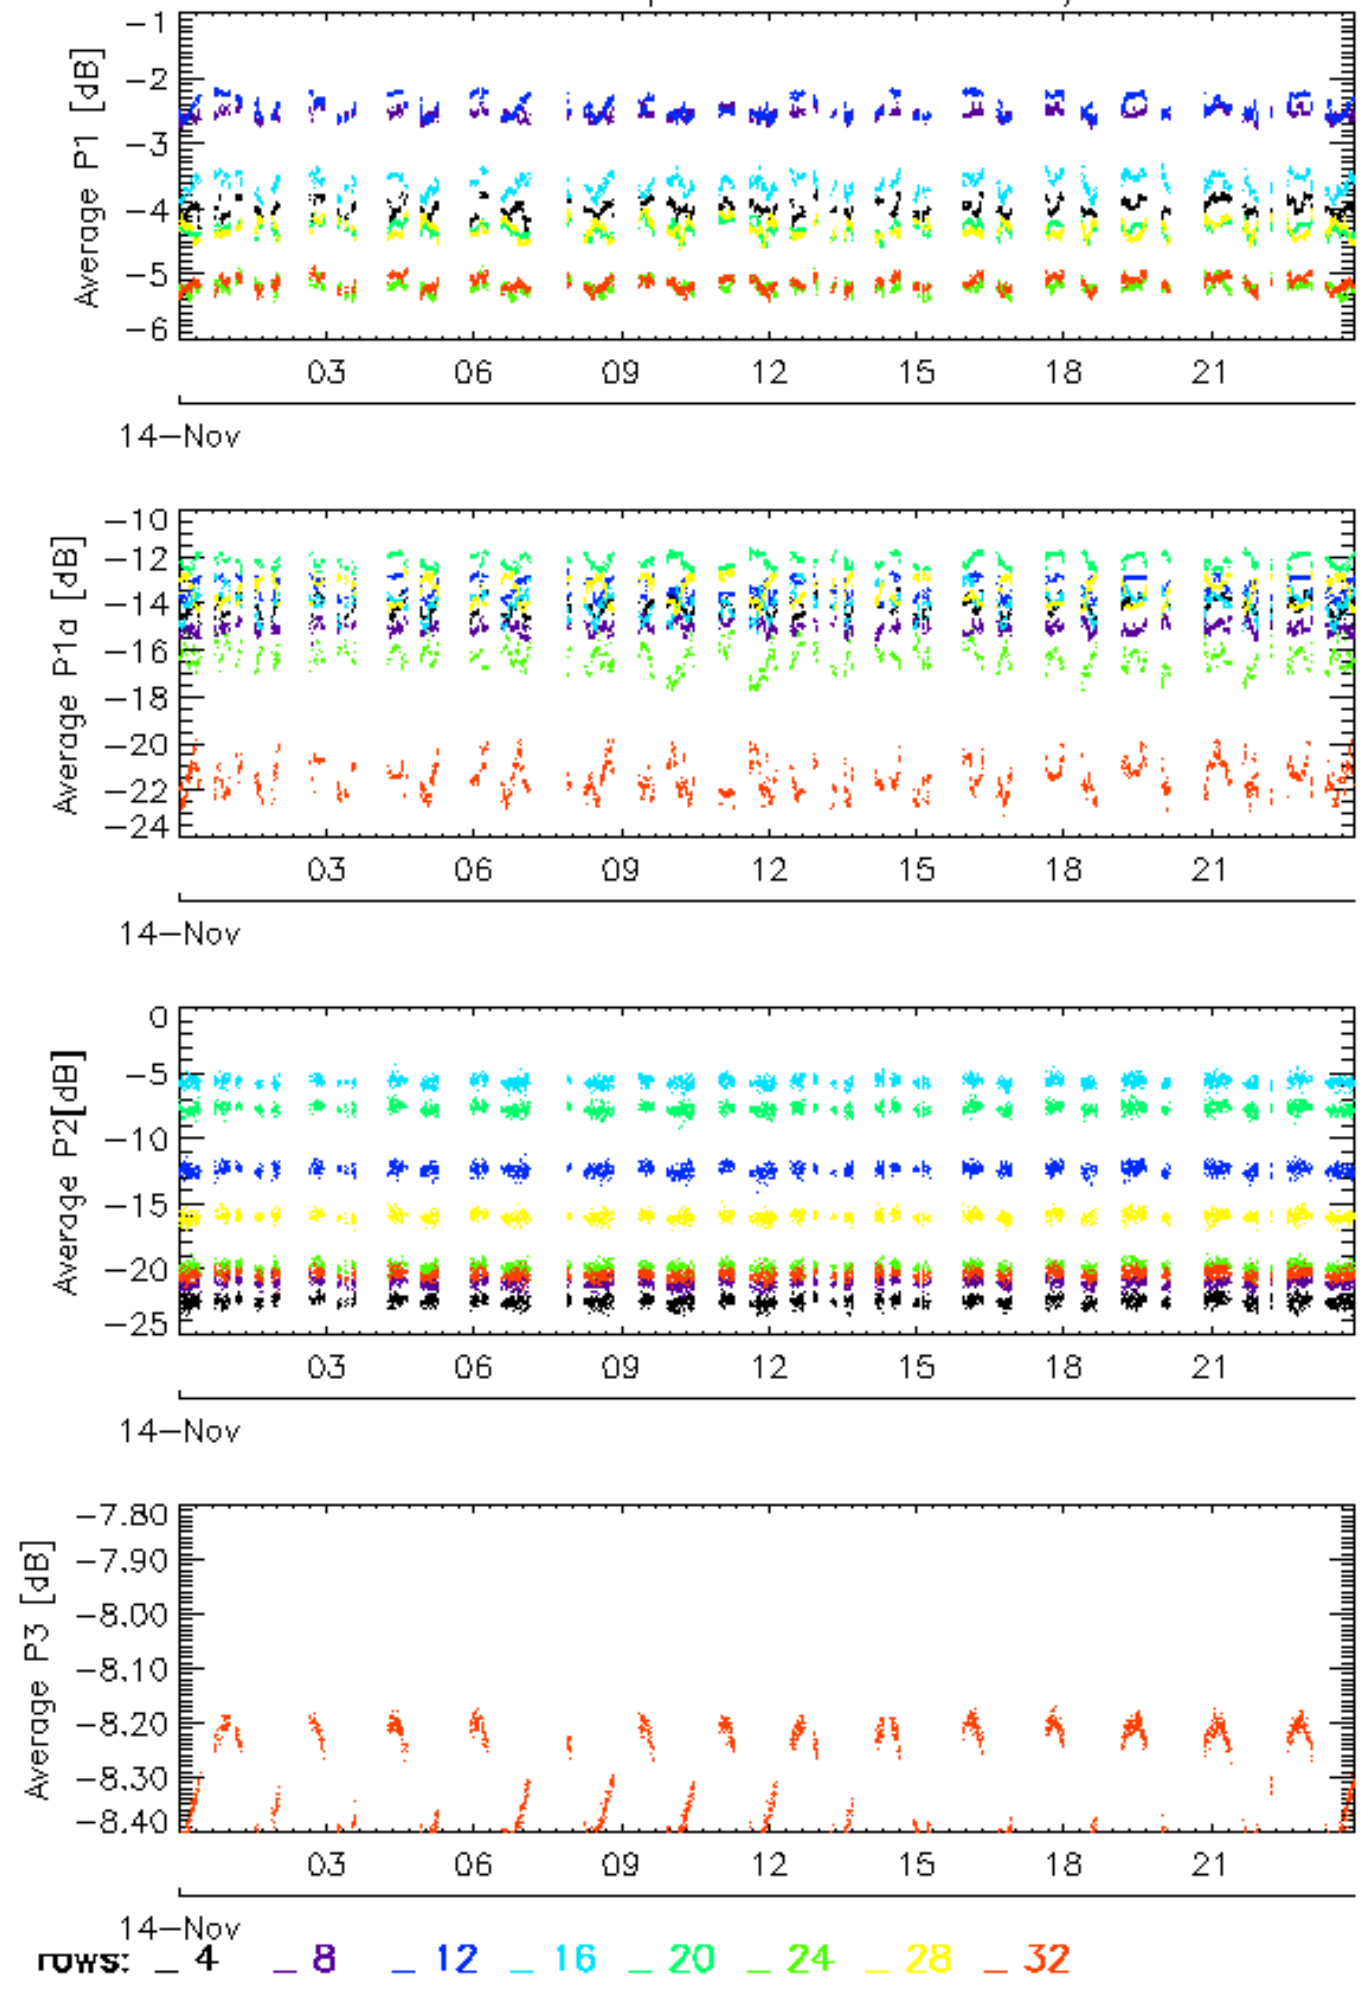 Average P1 [dB]
−1
−2
−3
−4
−5
−6
03 06 09 12 15 18 21
14−Nov
Average P1a [dB]
−10
−12
−14
−16
−18
−20
−22
−24
03 06 09 12 15 18 21
14−Nov
Average P2[dB]
0
−5
−10
−15
−20
−25
03 06 09 12 15 18 21
14−Nov
Average P3 [dB]
−7.80
−7.90
−8.00
−8.10
−8.20
−8.30
−8.40
03 06 09 12 15 18 21
14−Nov
rows: _ 4 _ 8 _ 12 _ 16 _ 20 _ 24 _ 28 _ 32